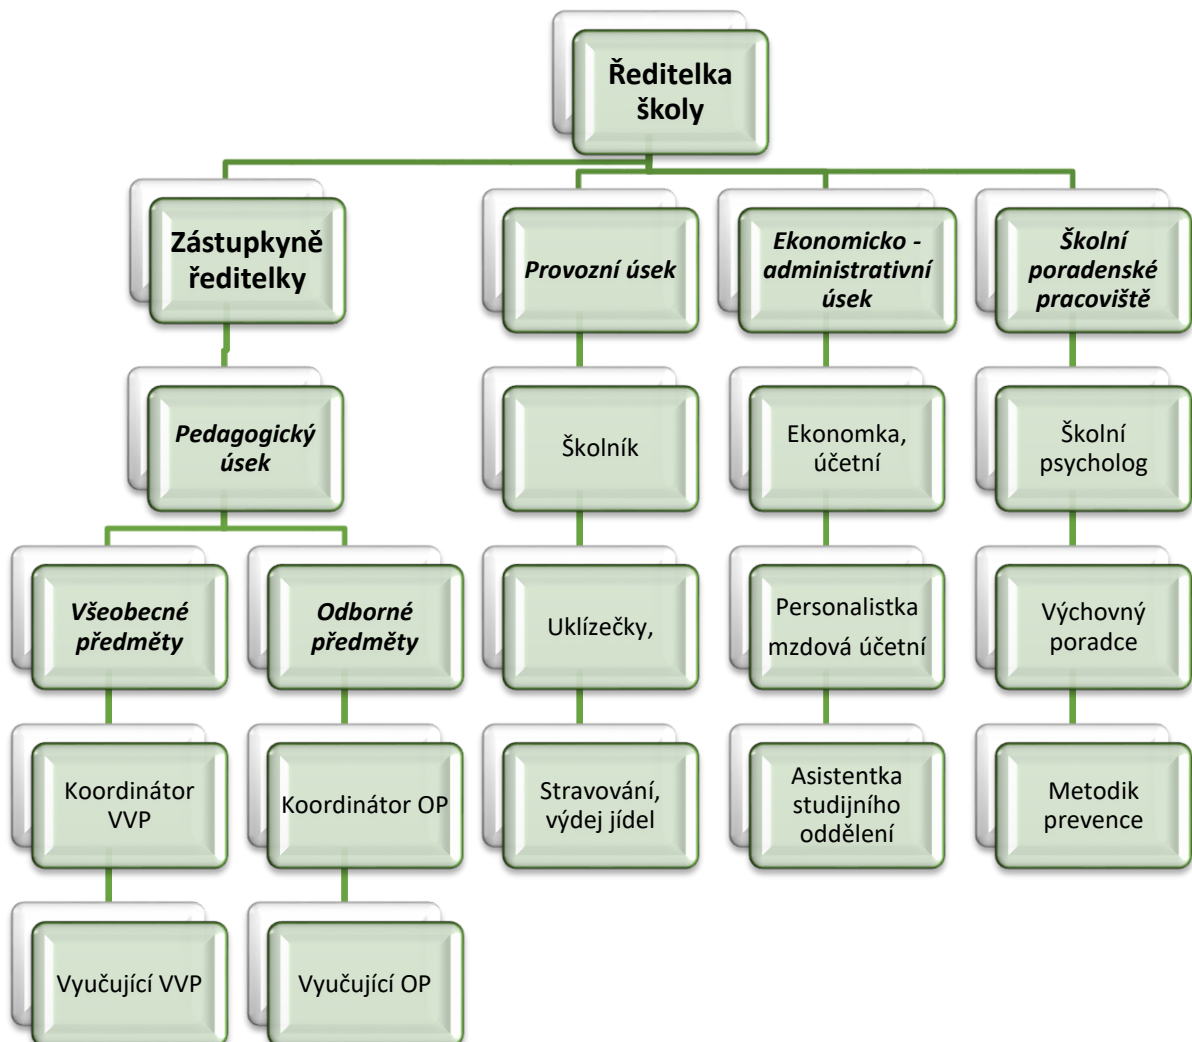 Ředitelka
školy
Zástupkyně
ředitelky
Provozní úsek
Ekonomicko -
administrativní
úsek
Školní
poradenské
pracoviště
Pedagogický
úsek
Školník
Ekonomka,
účetní
Školní
psycholog
Všeobecné
předměty
Odborné
předměty
Uklízečky,
Personalistka
mzdová účetní
Výchovný
poradce
Koordinátor
VVP
Koordinátor OP
Stravování,
výdej jídel
Asistentka
studijního
oddělení
Metodik
prevence
Vyučující VVP
Vyučující OP